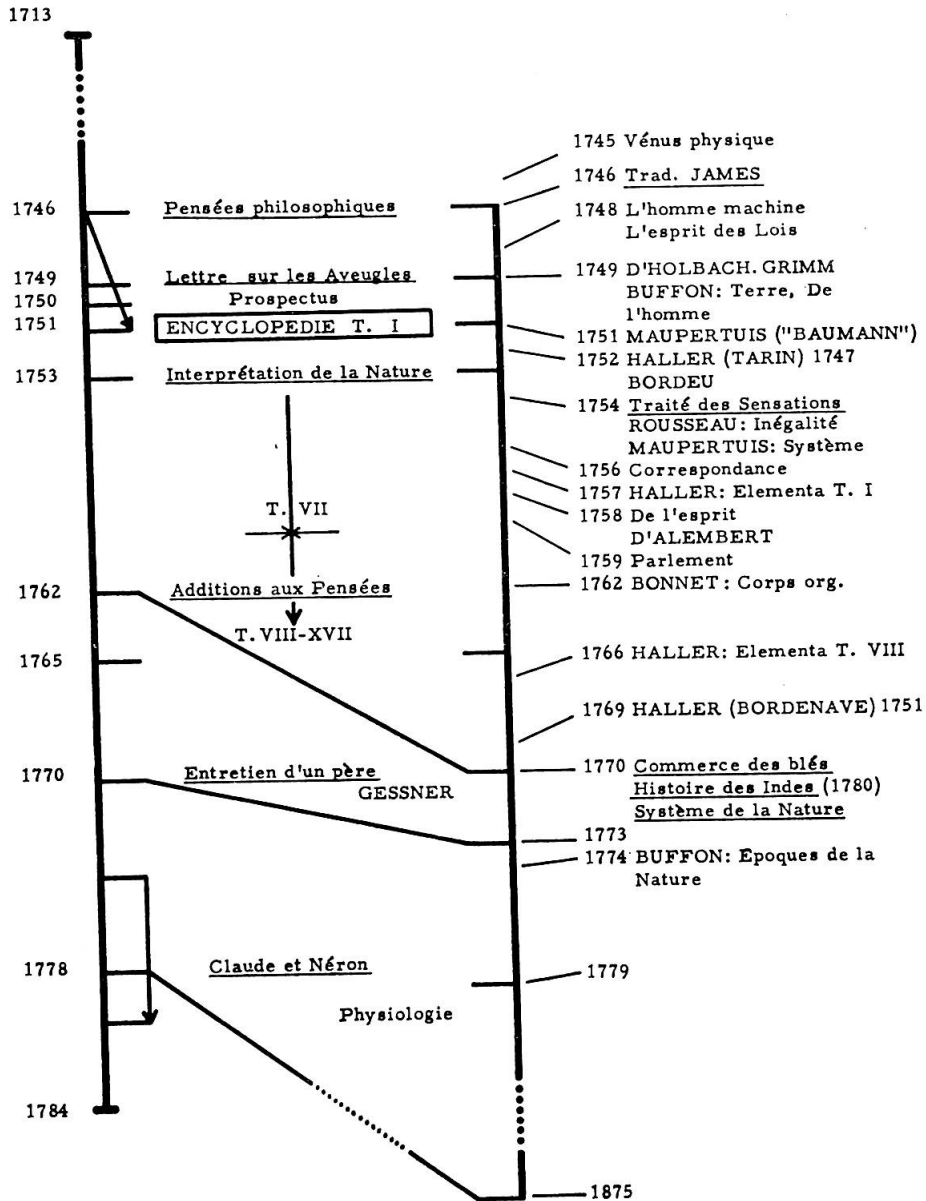 1713
1745 Vénus physique
1746 Trad. JAMES
1746 Pensées philosophiques
1748 L'homme machine
L'esprit des Lois
1749 Lettre sur les Aveugles
1749 D'HOLBACH. GRIMM
BUFFON: Terre, De
l'homme
1750 Prospectus
1751 ENCYCLOPEDIE T. I
1751 MAUPERTUIS ("BAUMANN")
1752 HALLER (TARIN) 1747
BORDEU
1753 Interprétation de la Nature
1754 Traité des Sensations
ROUSSEAU: Inégalité
MAUPERTUIS: Système
1756 Correspondance
1757 HALLER: Elementa T. I
T. VII
1758 De l'esprit
D'ALEMBERT
1759 Parlement
1762 Additions aux Pensées
1762 BONNET: Corps org.
T. VIII-XVII
1765
1766 HALLER: Elementa T. VIII
1769 HALLER (BORDENAVE) 1751
1770 Entretien d'un père
GESSNER
1770 Commerce des blés
Histoire des Indes (1780)
Système de la Nature
1773
1774 BUFFON: Epoques de la
Nature
1778 Claude et Néron
1779
Physiologie
1784
1875